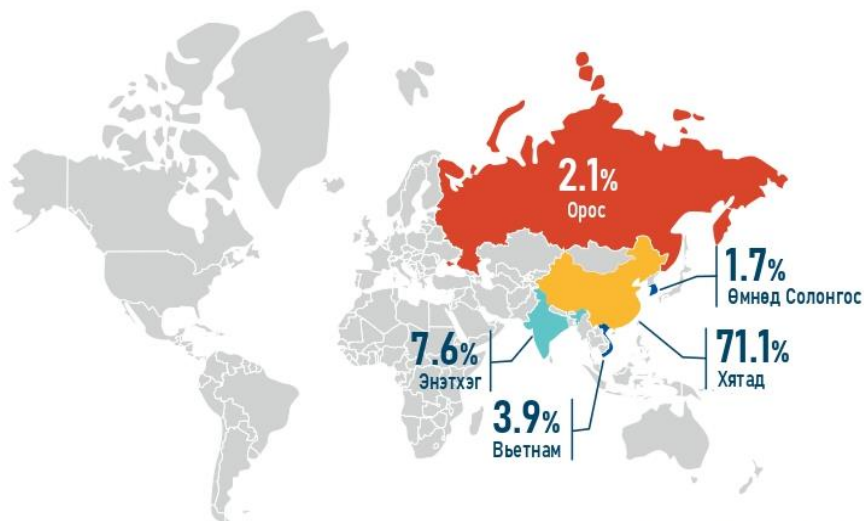 2.1%
Орос
1.7%
Өмнөд Солонгос
7.6%
Энэтхэг
71.1%
Хятад
3.9%
Вьетнам